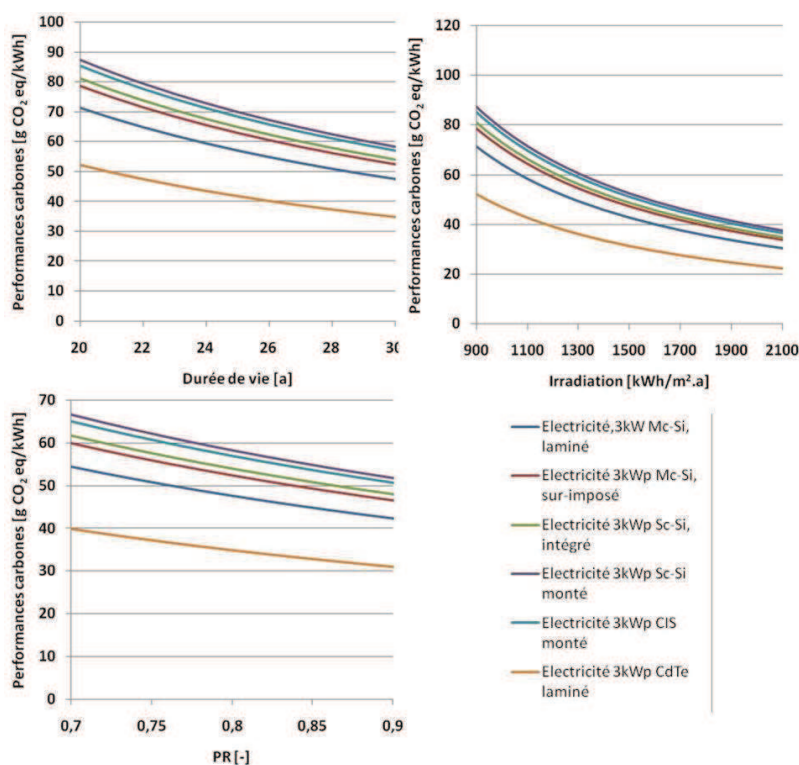 Performances carbones [g CO₂ eq/kWh]
100
90
80
70
60
50
40
30
20
10
0
20 22 24 26 28 30
Durée de vie [a]
Performances carbones [g CO₂ eq/kWh]
120
100
80
60
40
20
0
900 1100 1300 1500 1700 1900 2100
Irradiation [kWh/m².a]
Performances carbones [g CO₂ eq/kWh]
70
60
50
40
30
20
10
0
0,7 0,75 0,8 0,85 0,9
PR [-]
Electricité,3kW Mc-Si,
laminé
Electricité 3kWp Mc-Si,
sur-imposé
Electricité 3kWp Sc-Si,
intégré
Electricité 3kWp Sc-Si
monté
Electricité 3kWp CIS
monté
Electricité 3kWp CdTe
laminé